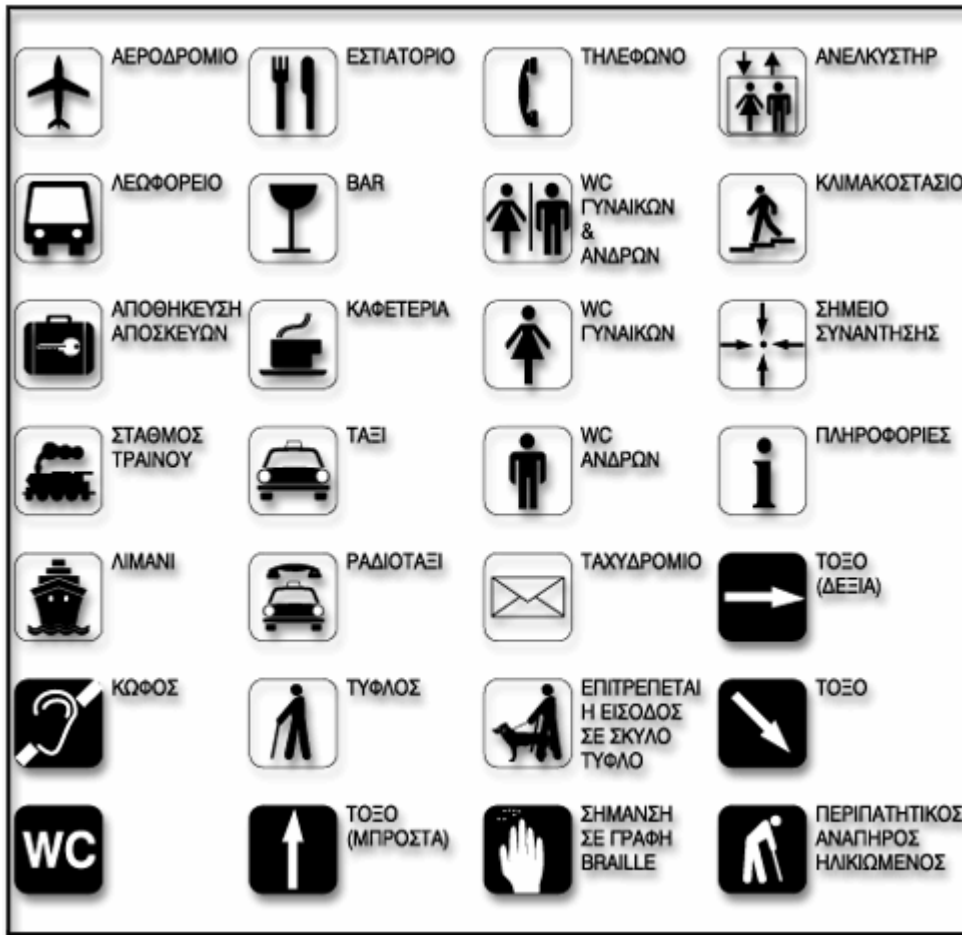 ΑΕΡΟΔΡΟΜΙΟ
ΕΣΤΙΑΤΟΡΙΟ
ΤΗΛΕΦΩΝΟ
ΑΝΕΛΚΥΣΤΗΡ
ΛΕΩΦΟΡΕΙΟ
BAR
WC
ΓΥΝΑΙΚΩΝ
&
ΑΝΔΡΩΝ
ΚΛΙΜΑΚΟΣΤΑΣΙΟ
ΑΠΟΘΗΚΕΥΣΗ
ΑΠΟΣΚΕΥΩΝ
ΚΑΦΕΤΕΡΙΑ
WC
ΓΥΝΑΙΚΩΝ
ΣΗΜΕΙΟ
ΣΥΝΑΝΤΗΣΗΣ
ΣΤΑΘΜΟΣ
ΤΡΑΙΝΟΥ
ΤΑΞΙ
WC
ΑΝΔΡΩΝ
ΠΛΗΡΟΦΟΡΙΕΣ
ΛΙΜΑΝΙ
ΡΑΔΙΟΤΑΞΙ
ΤΑΧΥΔΡΟΜΙΟ
ΤΟΞΟ
(ΔΕΞΙΑ)
ΚΩΦΟΣ
ΤΥΦΛΟΣ
ΕΠΙΤΡΕΠΕΤΑΙ
Η ΕΙΣΟΔΟΣ
ΣΕ ΣΚΥΛΟ
ΤΥΦΛΟ
ΤΟΞΟ
WC
ΤΟΞΟ
(ΜΠΡΟΣΤΑ)
ΣΗΜΑΝΣΗ
ΣΕ ΓΡΑΦΗ
BRAILLE
ΠΕΡΙΠΑΤΗΤΙΚΟΣ
ΑΝΑΠΗΡΟΣ
ΗΛΙΚΙΩΜΕΝΟΣ